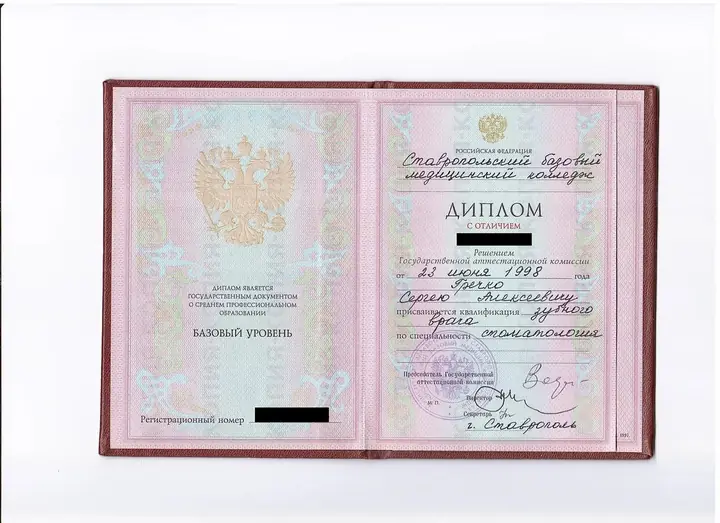 ДИПЛОМ ЯВЛЯЕТСЯ
ГОСУДАРСТВЕННЫМ ДОКУМЕНТОМ
О СРЕДНЕМ ПРОФЕССИОНАЛЬНОМ
ОБРАЗОВАНИИ
БАЗОВЫЙ УРОВЕНЬ
Регистрационный номер
РОССИЙСКАЯ ФЕДЕРАЦИЯ
Ставропольский базовый
медицинский колледж
ДИПЛОМ
С ОТЛИЧИЕМ
Решением
Государственной аттестационной комиссии
от 23 июня 1998 года
Гречко
Сергею Алексеевичу
присваивается квалификация зубного
врача
по специальности стоматология
Председатель Государственной
аттестационной комиссии
Директор
М.П.
Секретарь
г. Ставрополь